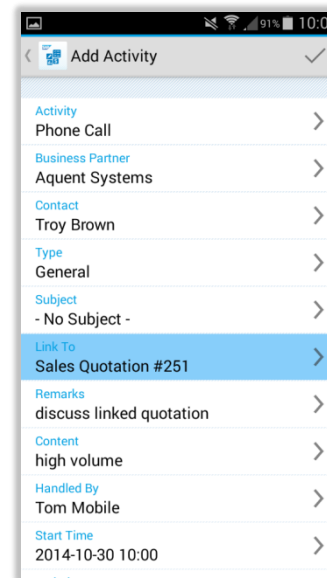 91% 10:0
Add Activity
Activity
Phone Call
Business Partner
Aquent Systems
Contact
Troy Brown
Type
General
Subject
- No Subject -
Link To
Sales Quotation #251
Remarks
discuss linked quotation
Content
high volume
Handled By
Tom Mobile
Start Time
2014-10-30 10:00